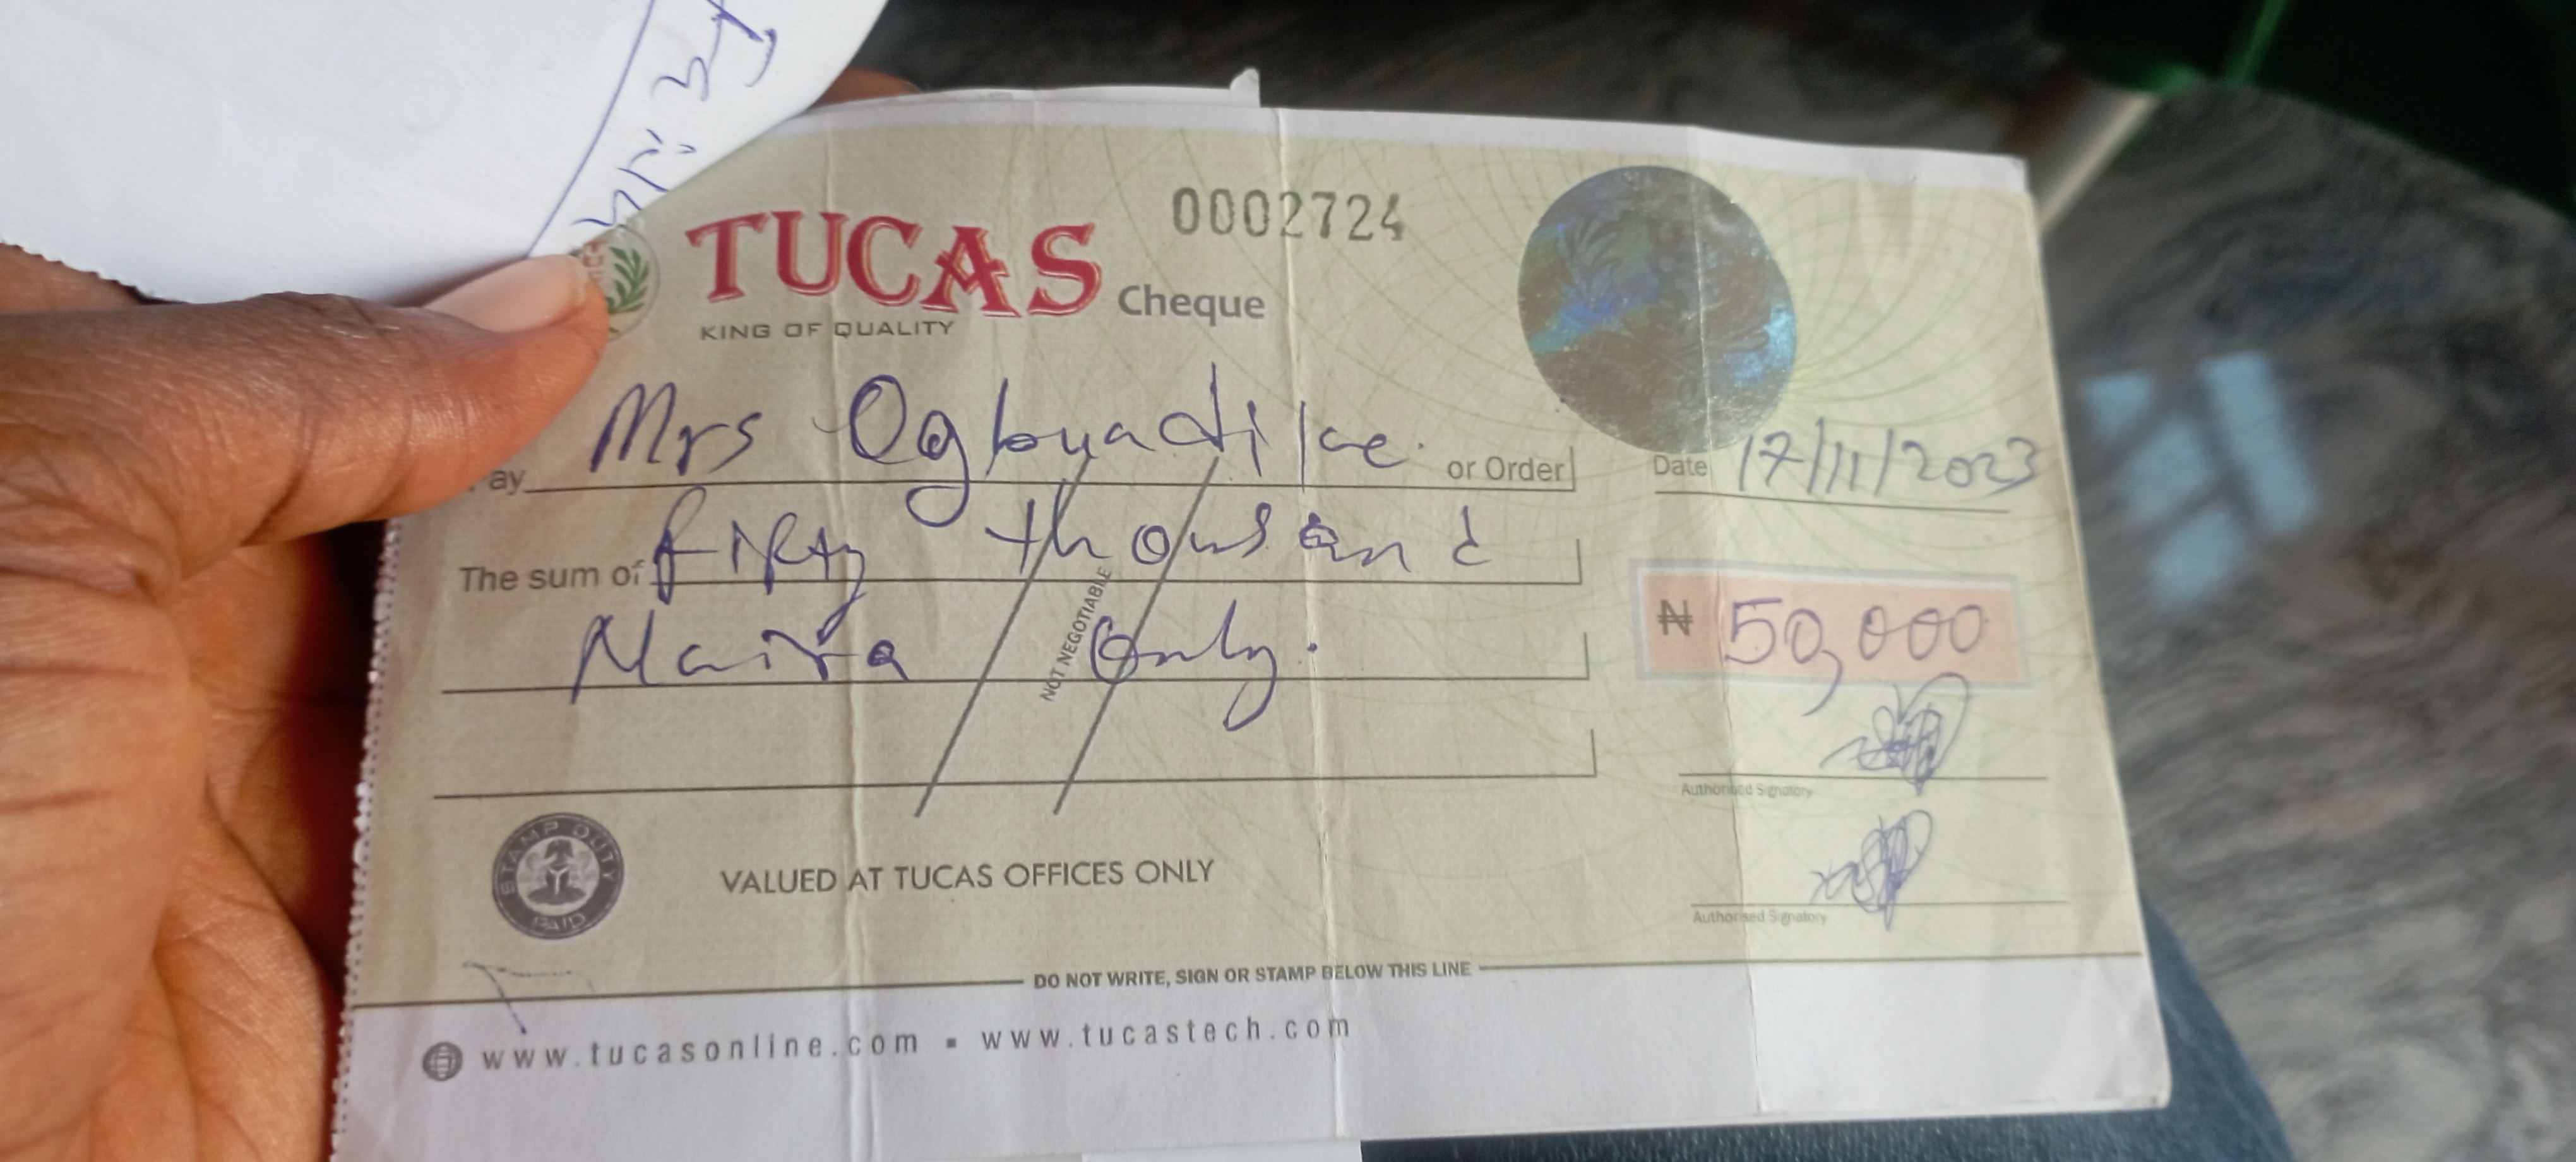 0002724
TUCAS Cheque
KING OF QUALITY
ay Mrs Ogbuadike or Order
Date 17/11/2023
The sum of fifty thousand
Naira Only.
₦ 50,000
NOT NEGOTIABLE
Authorised Signatory
Authorised Signatory
STAMP DUTY
PAID
VALUED AT TUCAS OFFICES ONLY
DO NOT WRITE, SIGN OR STAMP BELOW THIS LINE
www.tucasonline.com ▪ www.tucastech.com